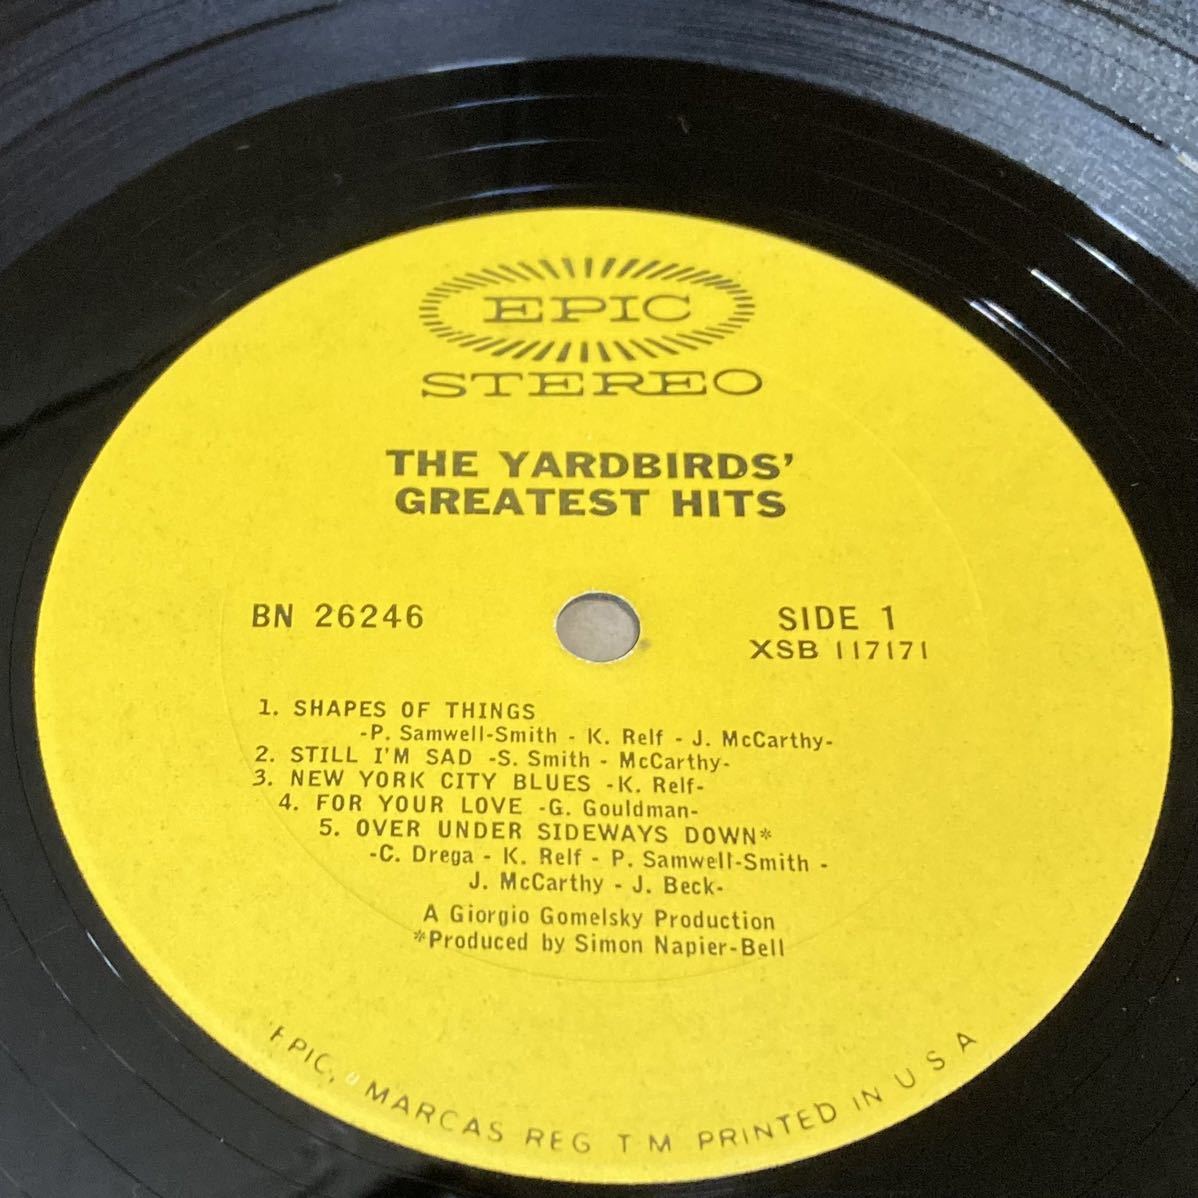 EPIC
STEREO
THE YARDBIRDS'
GREATEST HITS
BN 26246
SIDE 1
XSB 117171
1. SHAPES OF THINGS
-P. Samwell-Smith - K. Relf - J. McCarthy-
2. STILL I'M SAD -S. Smith - McCarthy-
3. NEW YORK CITY BLUES -K. Relf-
4. FOR YOUR LOVE -G. Gouldman-
5. OVER UNDER SIDEWAYS DOWN*
-C. Drega - K. Relf - P. Samwell-Smith -
J. McCarthy - J. Beck-
A Giorgio Gomelsky Production
*Produced by Simon Napier-Bell
EPIC, MARCAS REG T M PRINTED IN U S A